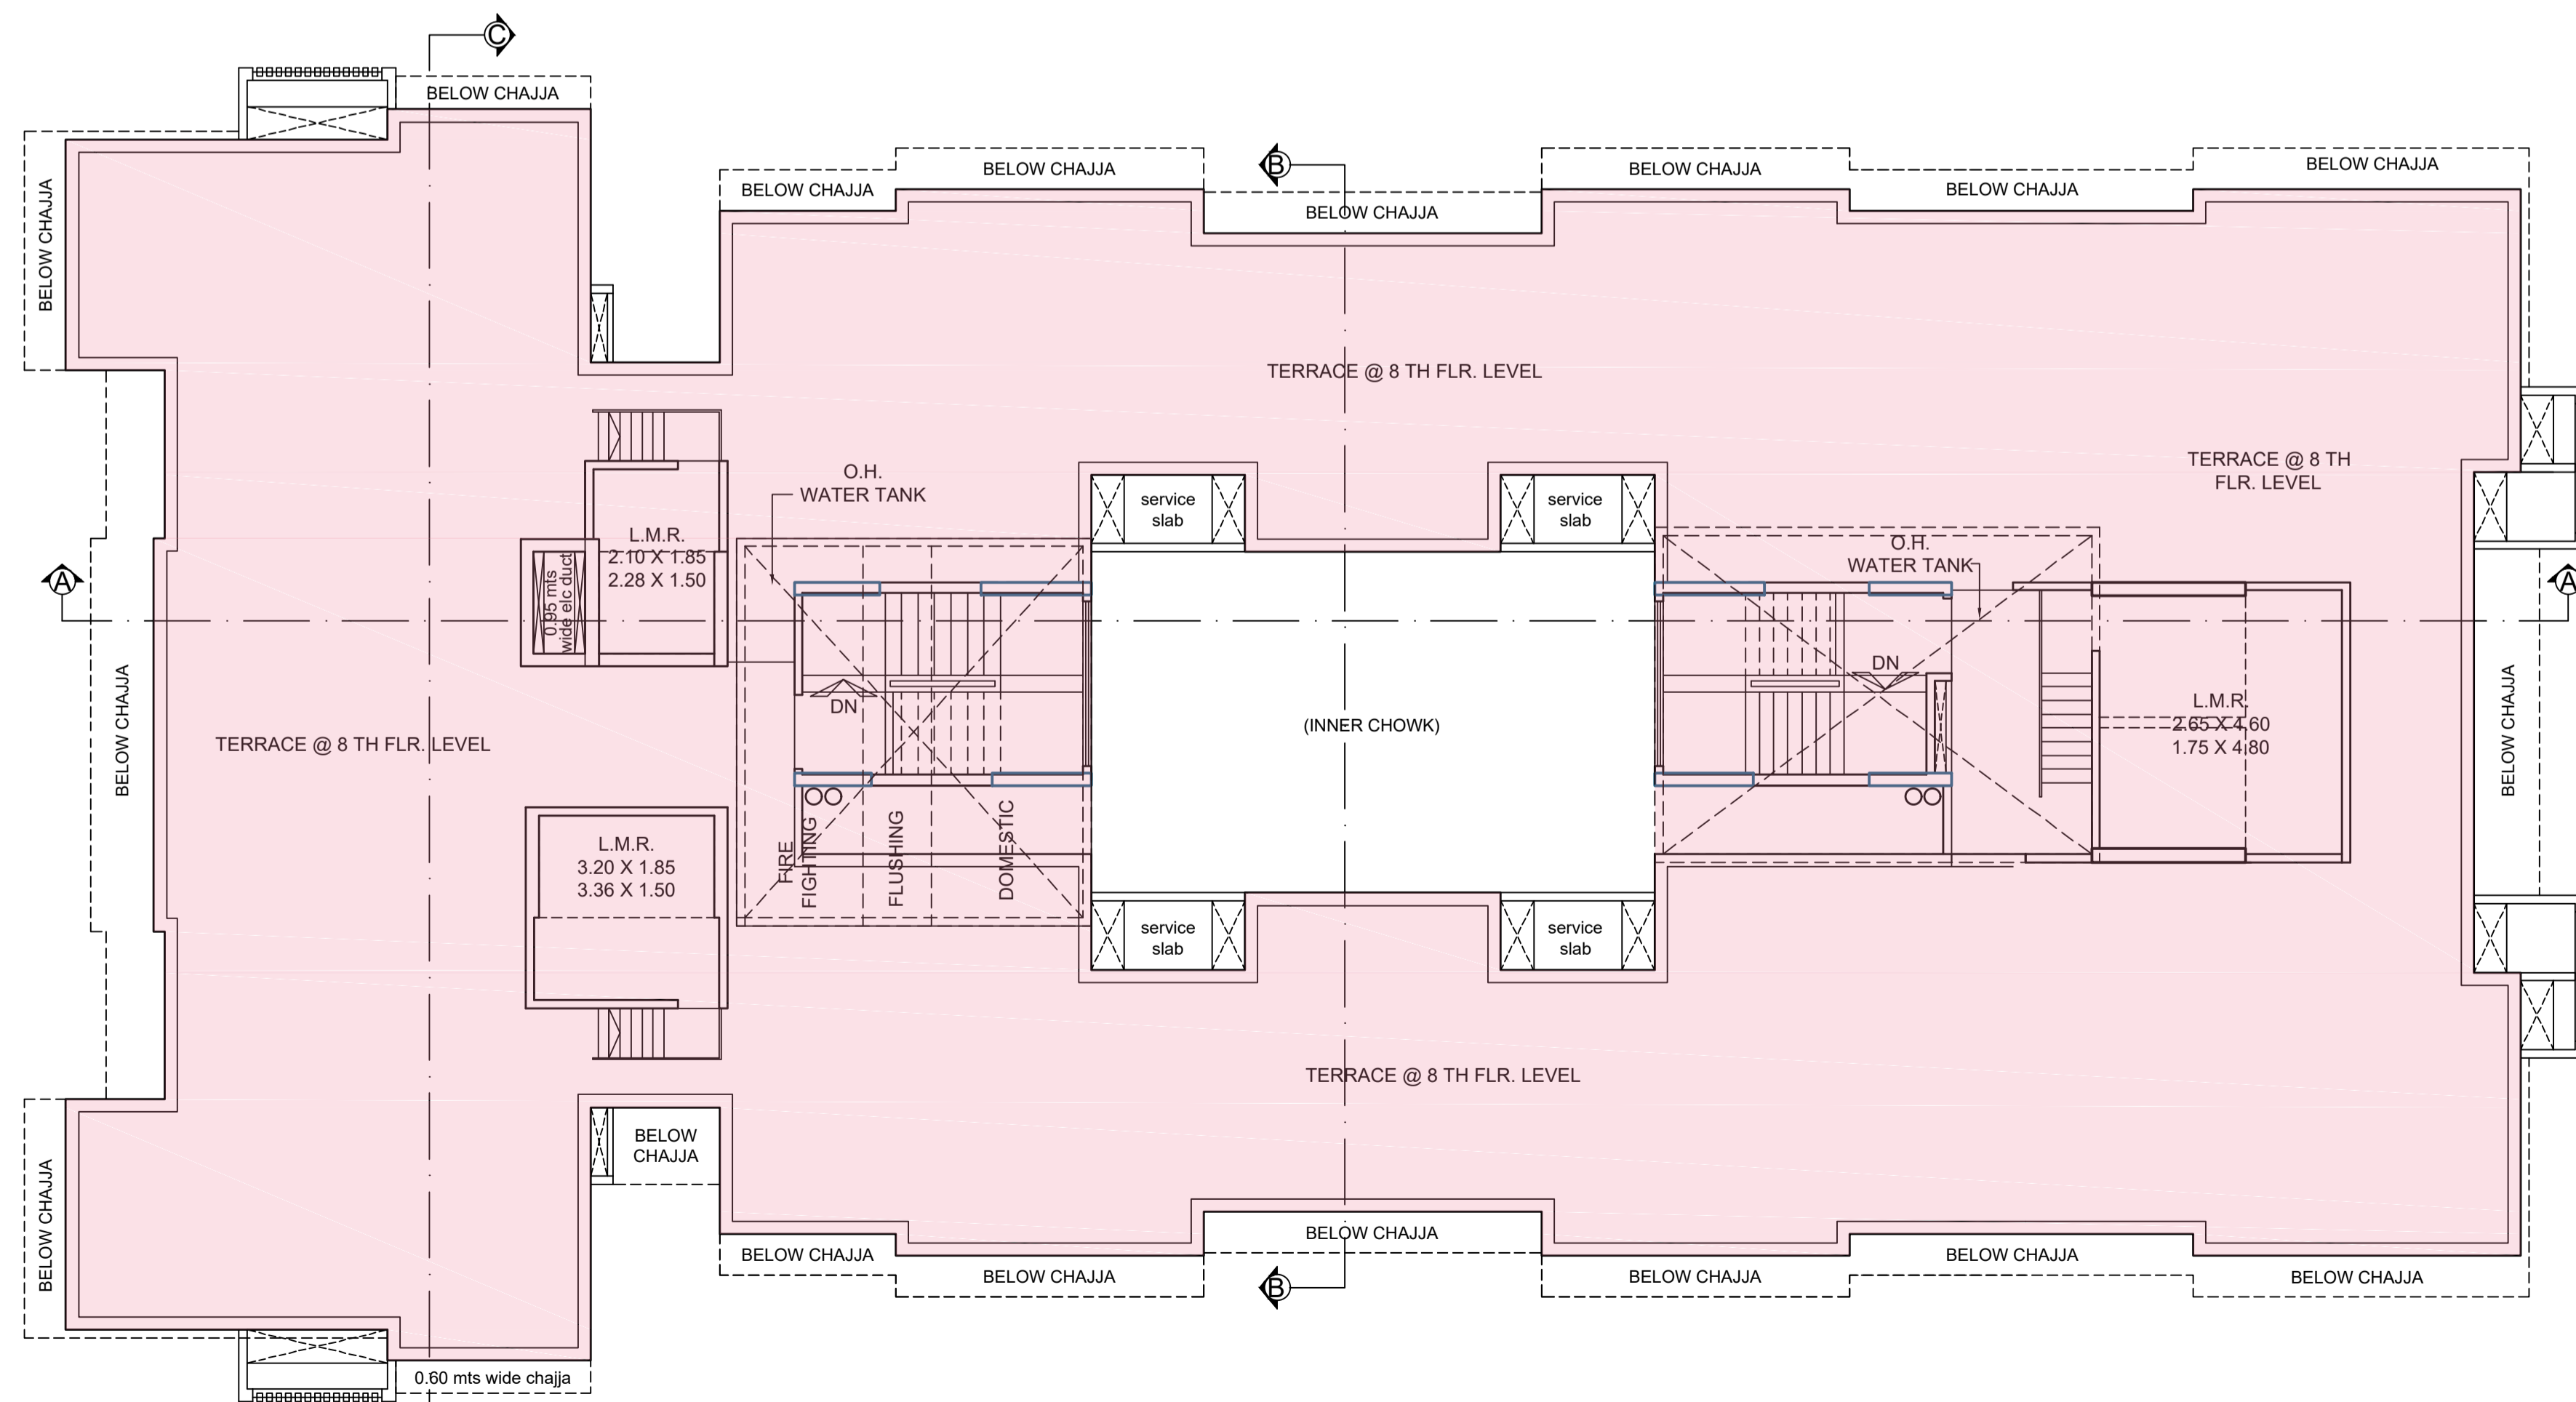 C
BELOW CHAJJA
BELOW CHAJJA
BELOW CHAJJA
BELOW CHAJJA
B
BELOW CHAJJA
BELOW CHAJJA
BELOW CHAJJA
BELOW CHAJJA
TERRACE @ 8 TH FLR. LEVEL
TERRACE @ 8 TH
FLR. LEVEL
O.H.
WATER TANK
service
slab
service
slab
L.M.R.
2.10 X 1.85
2.28 X 1.50
0.95 mts
wide elc duct
O.H.
WATER TANK
A
A
DN
DN
BELOW CHAJJA
TERRACE @ 8 TH FLR. LEVEL
(INNER CHOWK)
L.M.R.
2.65 X 4.60
1.75 X 4.80
BELOW CHAJJA
L.M.R.
3.20 X 1.85
3.36 X 1.50
FIRE
FIGHTING
FLUSHING
DOMESTIC
service
slab
service
slab
TERRACE @ 8 TH FLR. LEVEL
BELOW
CHAJJA
BELOW CHAJJA
BELOW CHAJJA
BELOW CHAJJA
BELOW CHAJJA
BELOW CHAJJA
BELOW CHAJJA
BELOW CHAJJA
B
0.60 mts wide chajja